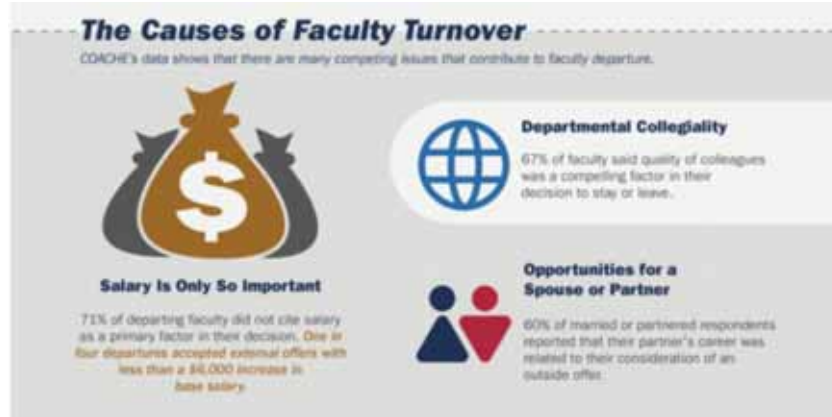 The Causes of Faculty Turnover
COACHE's data shows that there are many competing issues that contribute to faculty departure.
$
Salary Is Only So Important
71% of departing faculty did not cite salary
as a primary factor in their decision. One in
four departures accepted external offers with
less than a $6,000 increase in
base salary.
Departmental Collegiality
67% of faculty said quality of colleagues
was a compelling factor in their
decision to stay or leave.
Opportunities for a
Spouse or Partner
60% of married or partnered respondents
reported that their partner's career was
related to their consideration of an
outside offer.